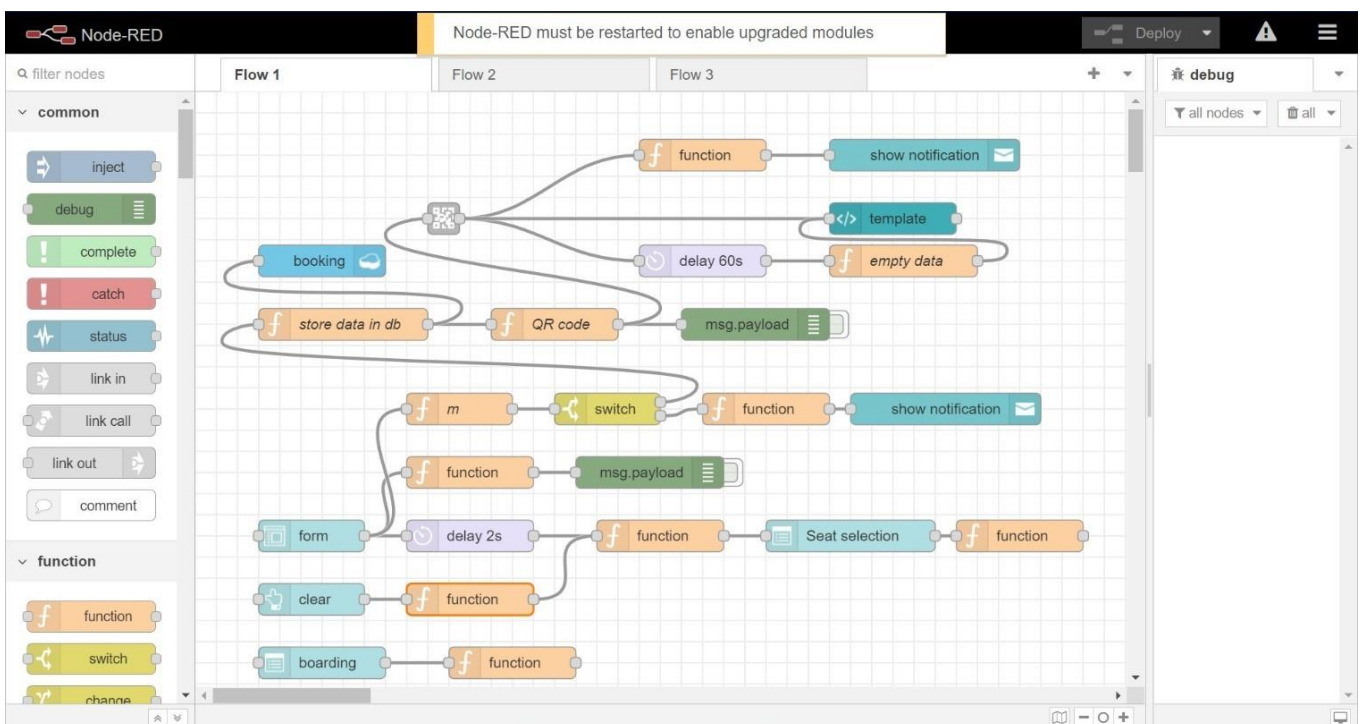 Node-RED
Node-RED must be restarted to enable upgraded modules
Deploy
filter nodes
Flow 1
Flow 2
Flow 3
debug
all nodes
all
common
inject
debug
complete
catch
status
link in
link call
link out
comment
function
function
switch
change
function
show notification
template
booking
delay 60s
empty data
store data in db
QR code
msg.payload
m
switch
function
show notification
function
msg.payload
form
delay 2s
function
Seat selection
function
clear
function
boarding
function